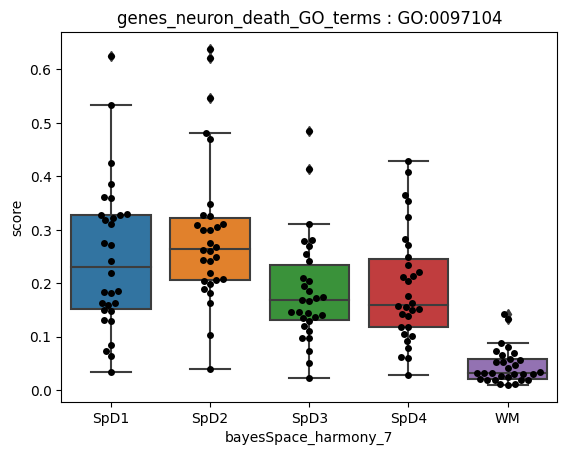 genes_neuron_death_GO_terms : GO:0097104
score
0.6
0.5
0.4
0.3
0.2
0.1
0.0
SpD1 SpD2 SpD3 SpD4 WM
bayesSpace_harmony_7